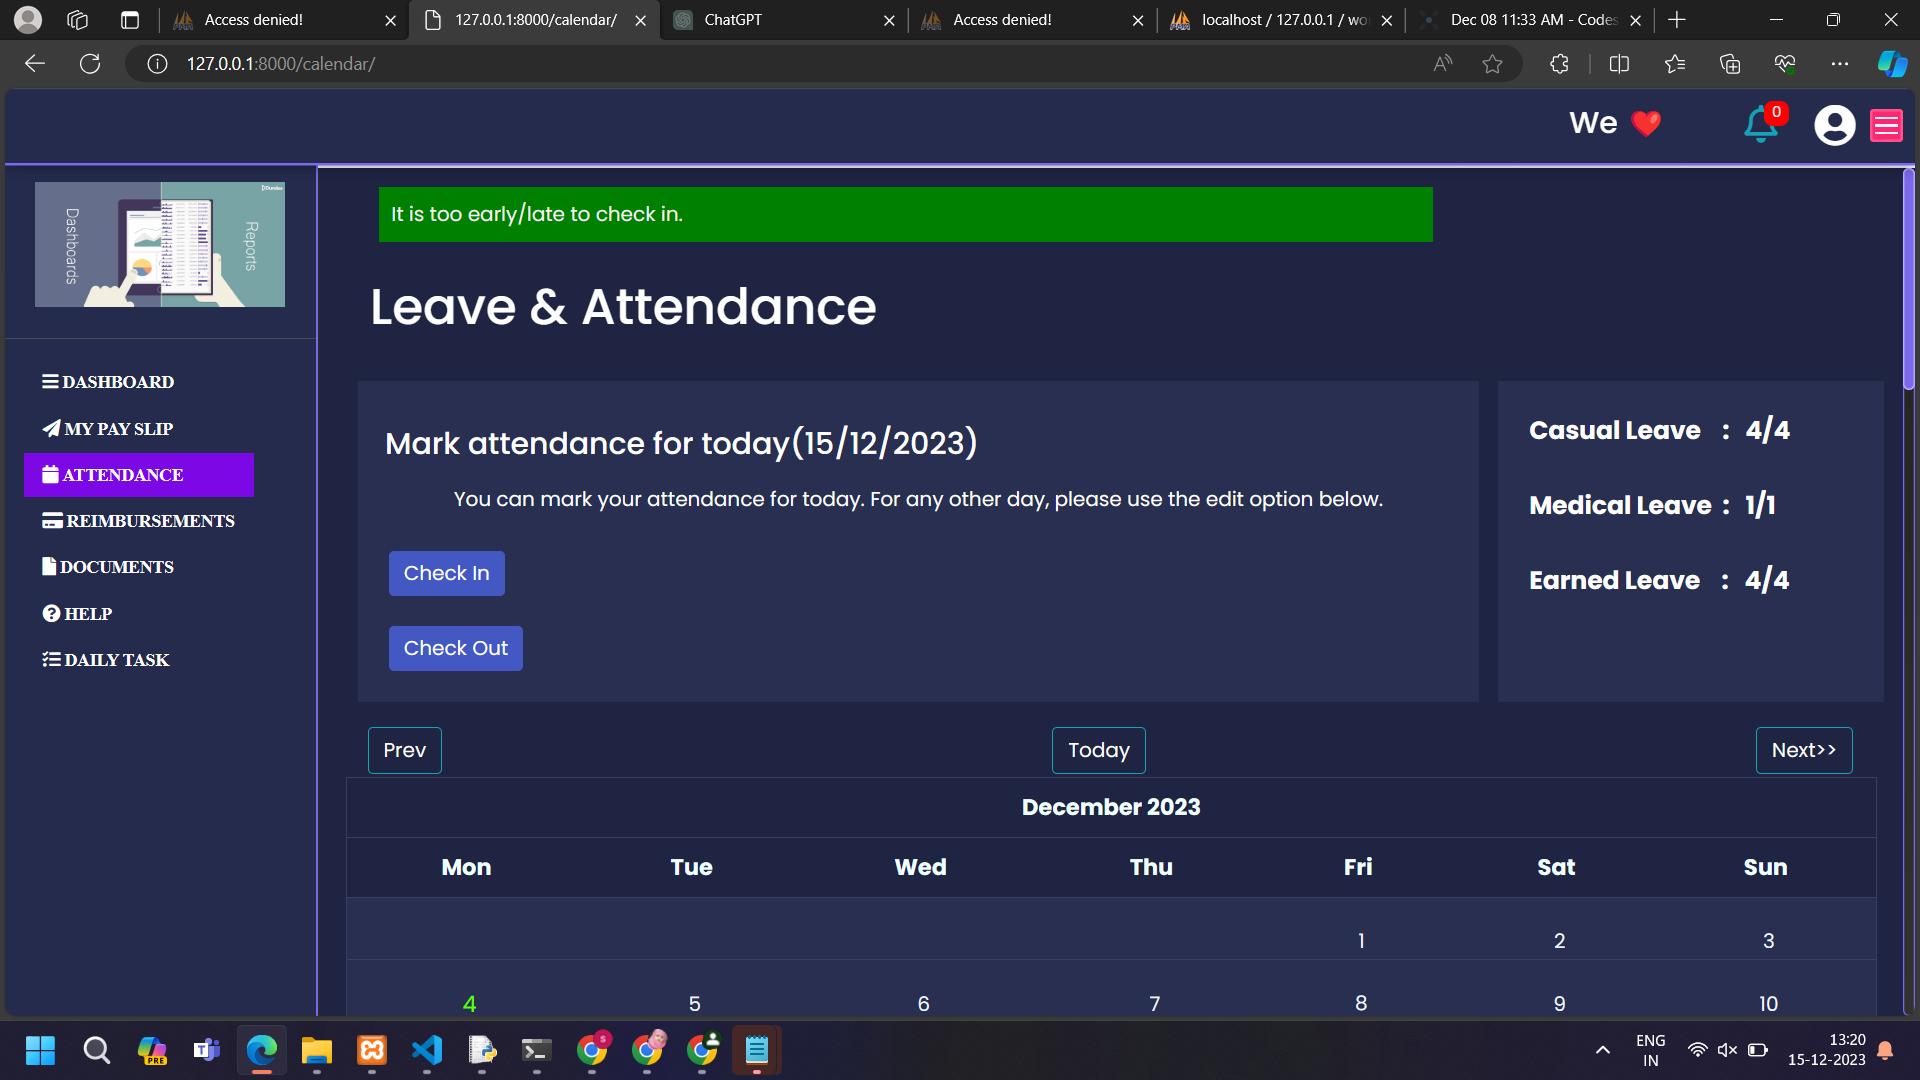 Access denied!
127.0.0.1:8000/calendar/
ChatGPT
Access denied!
localhost / 127.0.0.1 / wo
Dec 08 11:33 AM - Codes
127.0.0.1:8000/calendar/
We ❤️
0
Dashboards
Reports
Dundas
It is too early/late to check in.
Leave & Attendance
DASHBOARD
MY PAY SLIP
ATTENDANCE
REIMBURSEMENTS
DOCUMENTS
HELP
DAILY TASK
Mark attendance for today(15/12/2023)
You can mark your attendance for today. For any other day, please use the edit option below.
Check In
Check Out
Casual Leave : 4/4
Medical Leave : 1/1
Earned Leave : 4/4
Prev
Today
Next>>
December 2023
Mon Tue Wed Thu Fri Sat Sun
1 2 3
4 5 6 7 8 9 10
PRE
ENG
IN
13:20
15-12-2023